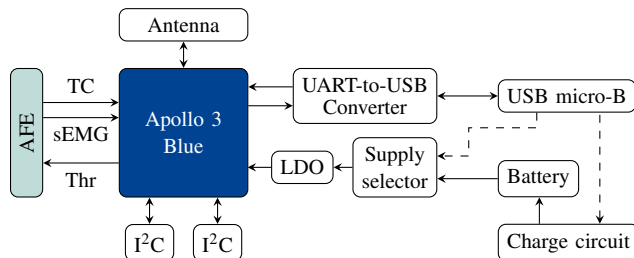 Antenna
AFE
TC
sEMG
Thr
Apollo 3
Blue
UART-to-USB
Converter
USB micro-B
LDO
Supply
selector
Battery
I²C
I²C
Charge circuit